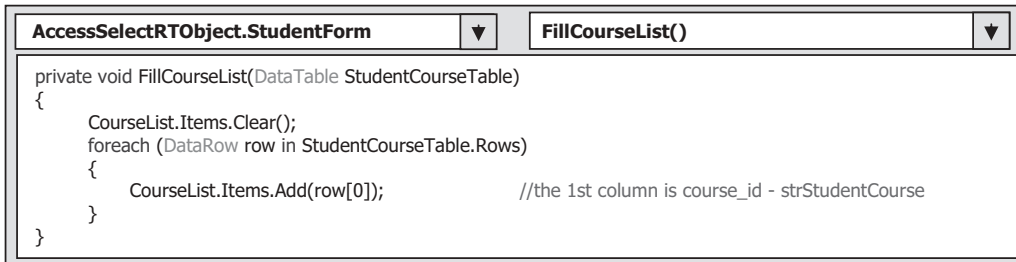 AccessSelectRTObject.StudentForm FillCourseList()
private void FillCourseList(DataTable StudentCourseTable)
{
CourseList.Items.Clear();
foreach (DataRow row in StudentCourseTable.Rows)
{
CourseList.Items.Add(row[0]); //the 1st column is course_id - strStudentCourse
}
}